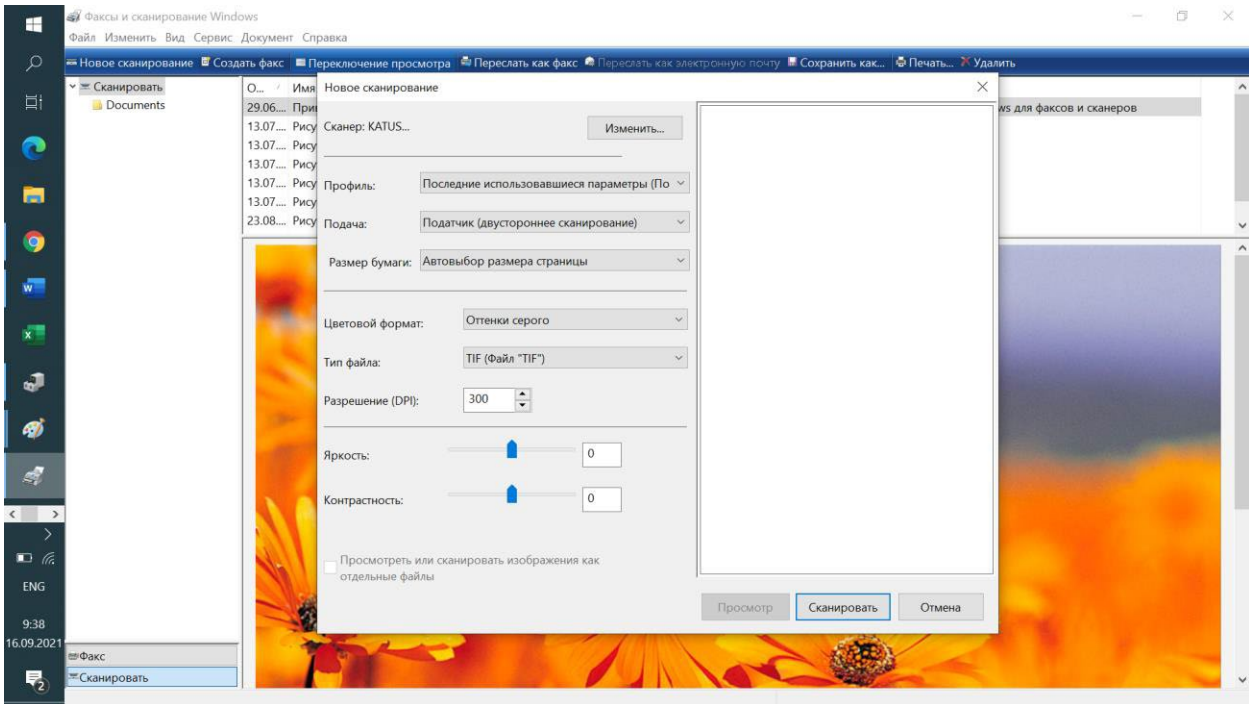 Факсы и сканирование Windows
Файл Изменить Вид Сервис Документ Справка
Новое сканирование Создать факс Переключение просмотра Переслать как факс Переслать как электронную почту Сохранить как... Печать... Удалить
Сканировать
Documents
О... Имя
29.06....
13.07.... Рису
13.07.... Рису
13.07.... Рису
13.07.... Рису
13.07.... Рису
23.08.... Рису
ws для факсов и сканеров
Новое сканирование
Сканер: KATUS...
Изменить...
Профиль: Последние использовавшиеся параметры (По
Подача: Податчик (двустороннее сканирование)
Размер бумаги: Автовыбор размера страницы
Цветовой формат: Оттенки серого
Тип файла: TIF (Файл "TIF")
Разрешение (DPI): 300
Яркость: 0
Контрастность: 0
Просмотреть или сканировать изображения как
отдельные файлы
Просмотр Сканировать Отмена
ENG
9:38
16.09.2021
2
Факс
Сканировать